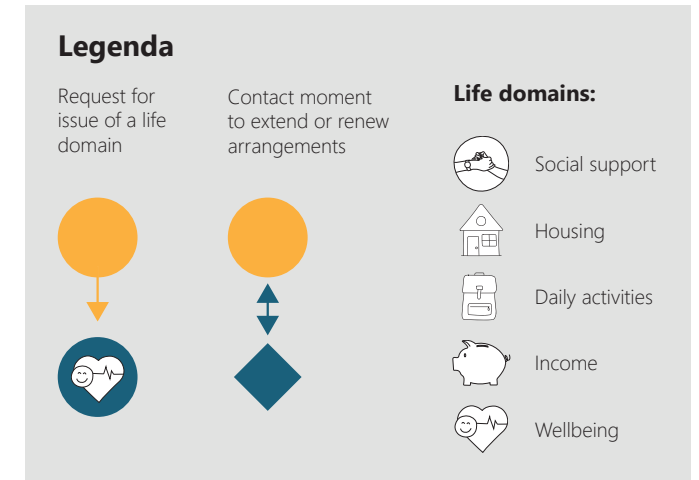 Legenda
Request for
issue of a life
domain
Contact moment
to extend or renew
arrangements
Life domains:
Social support
Housing
Daily activities
Income
Wellbeing